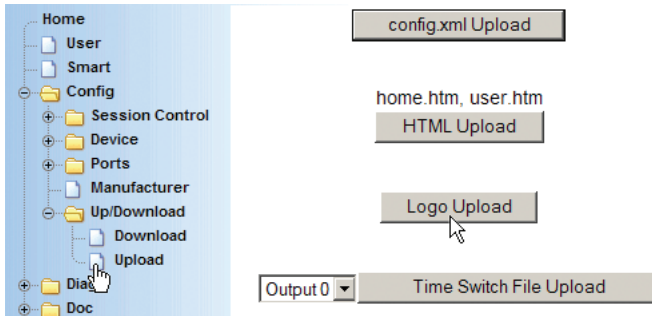 Home
User
Smart
Config
Session Control
Device
Ports
Manufacturer
Up/Download
Download
Upload
Doc
config.xml Upload
home.htm, user.htm
HTML Upload
Logo Upload
Output 0
Time Switch File Upload